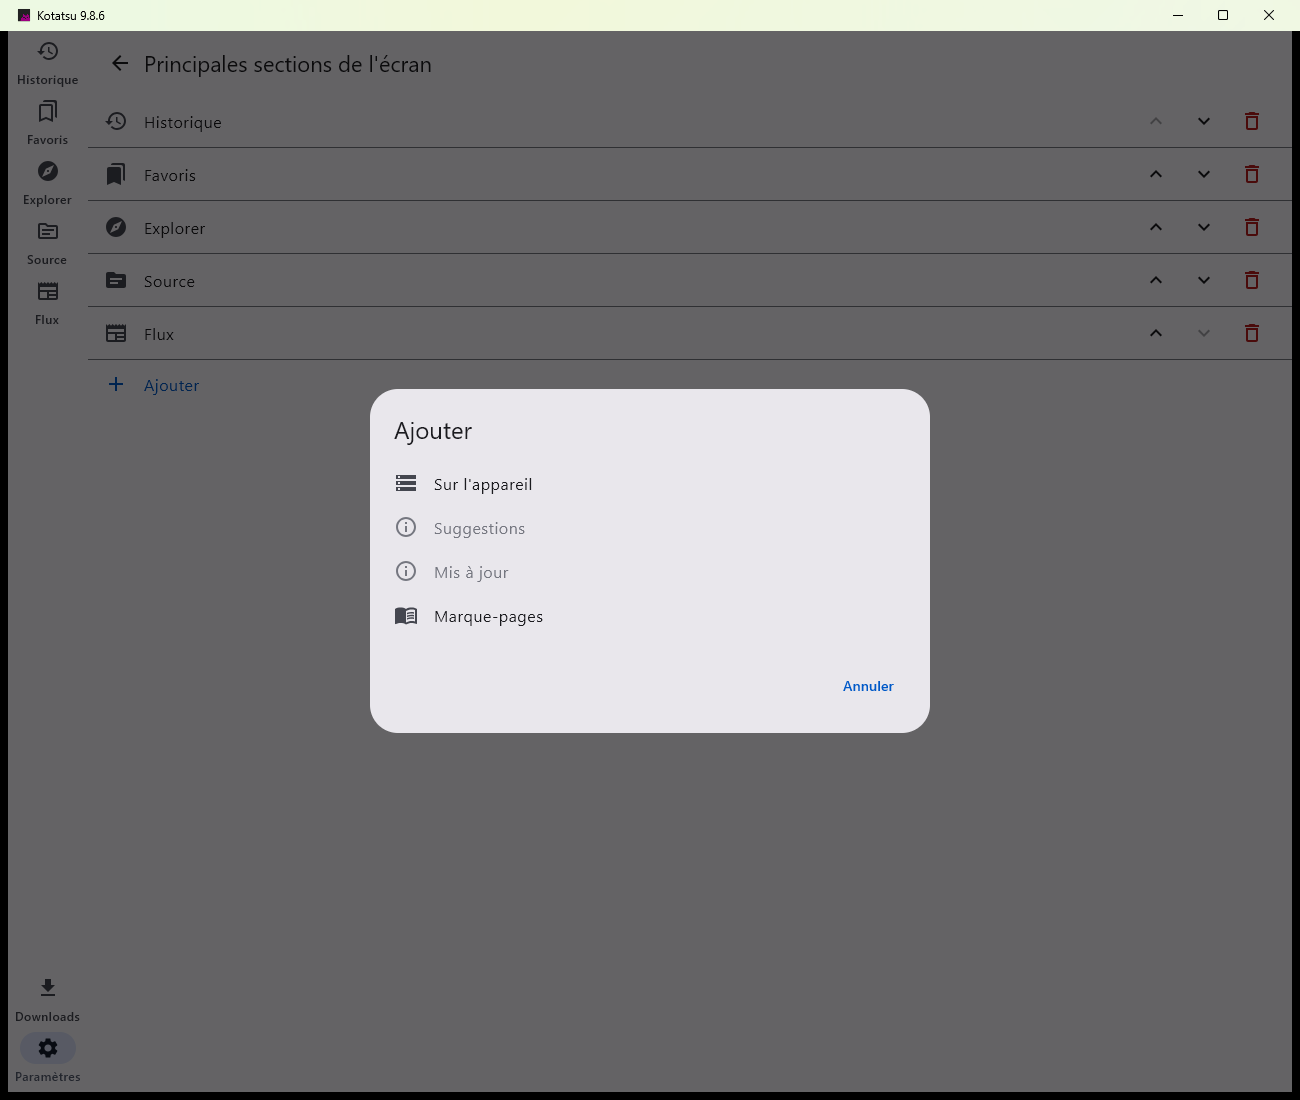 Kotatsu 9.8.6
Historique
Favoris
Explorer
Source
Flux
Downloads
Paramètres
Principales sections de l'écran
Historique
Favoris
Explorer
Source
Flux
Ajouter
Ajouter
Sur l'appareil
Suggestions
Mis à jour
Marque-pages
Annuler